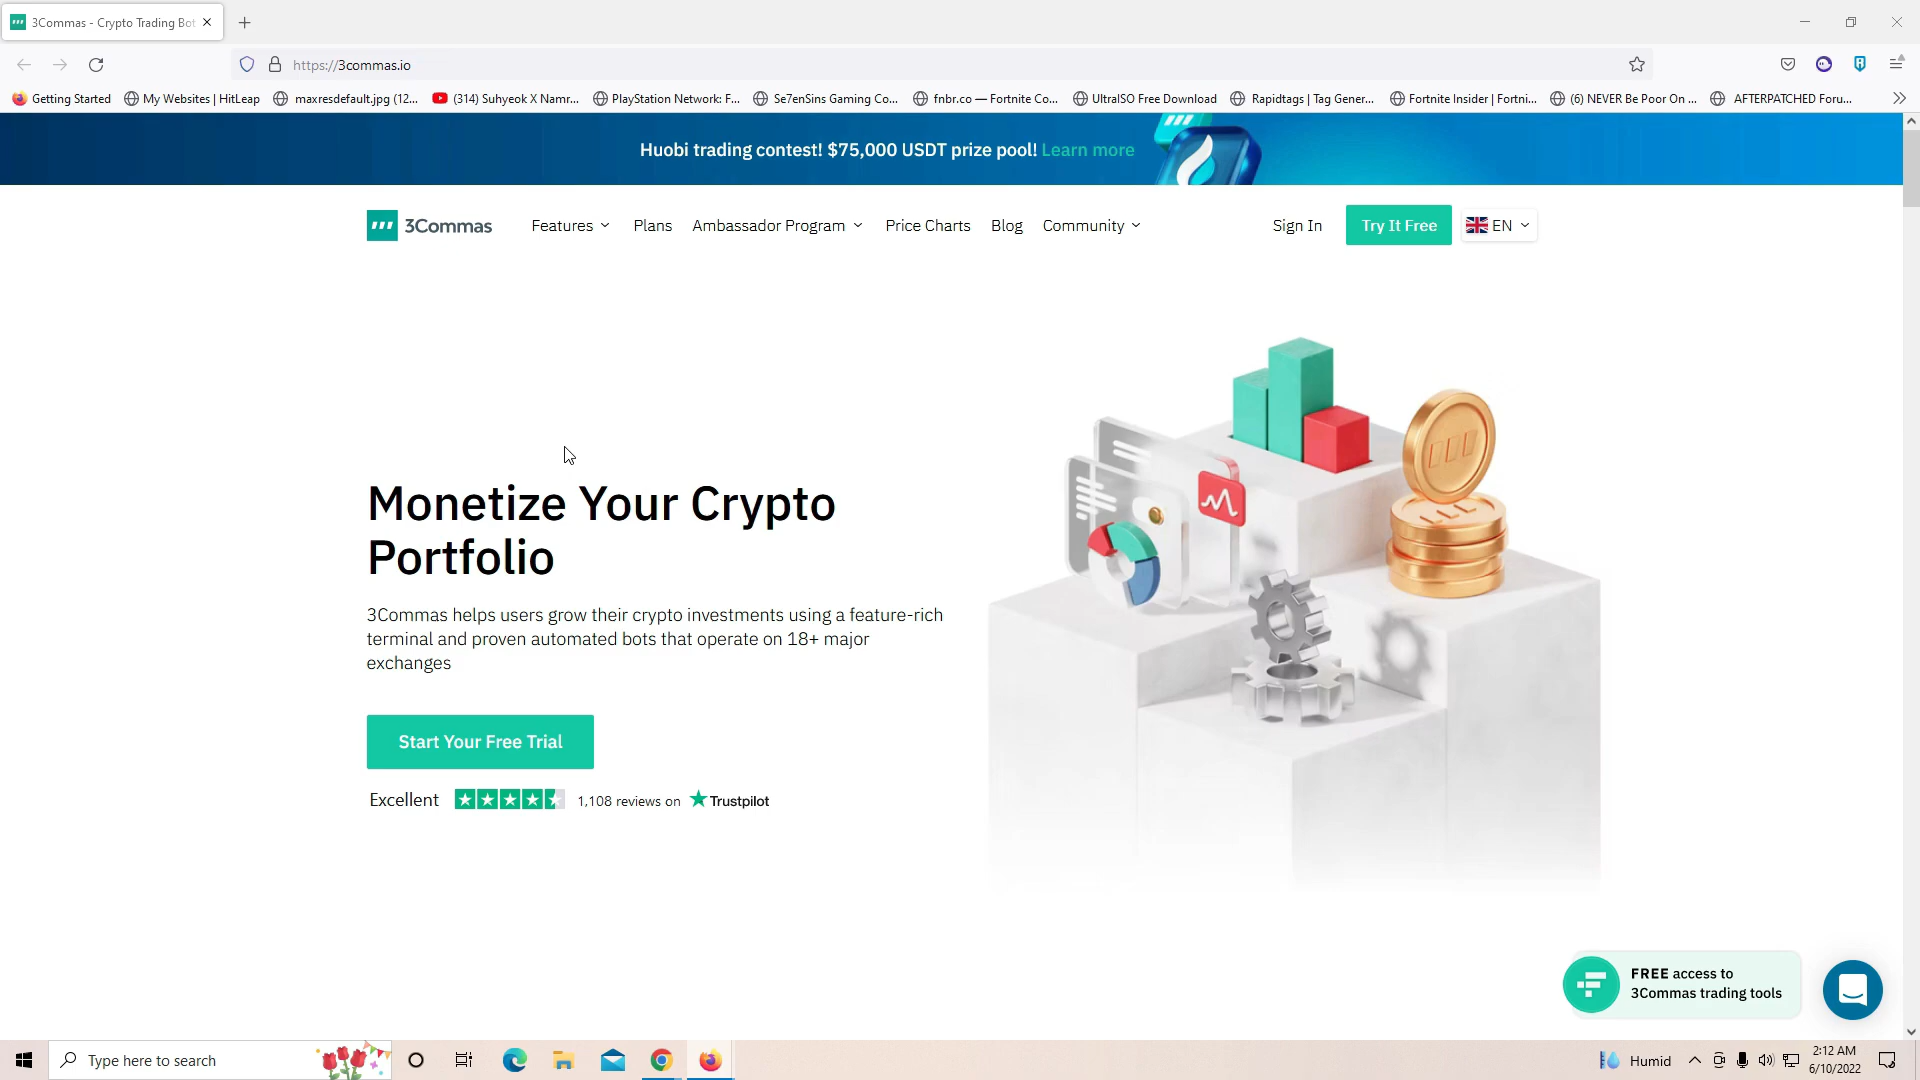 3Commas - Crypto Trading Bot
https://3commas.io
Getting Started
My Websites | HitLeap
maxresdefault.jpg (12...
(314) Suhyeok X Namr...
PlayStation Network: F...
Se7enSins Gaming Co...
fnbr.co — Fortnite Co...
UltraISO Free Download
Rapidtags | Tag Gener...
Fortnite Insider | Fortni...
(6) NEVER Be Poor On ...
AFTERPATCHED Foru...
Huobi trading contest! $75,000 USDT prize pool! Learn more
3Commas
Features
Plans
Ambassador Program
Price Charts
Blog
Community
Sign In
Try It Free
EN
Monetize Your Crypto
Portfolio
3Commas helps users grow their crypto investments using a feature-rich
terminal and proven automated bots that operate on 18+ major
exchanges
Start Your Free Trial
Excellent
1,108 reviews on
Trustpilot
FREE access to
3Commas trading tools
Type here to search
Humid
2:12 AM
6/10/2022